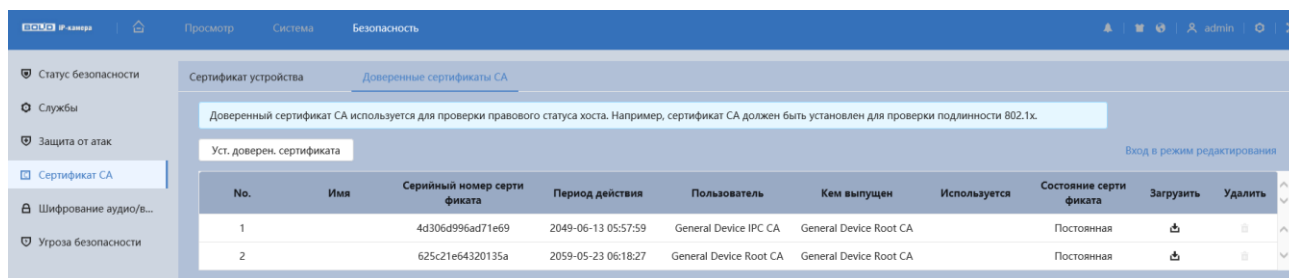 BOLID IP-камера Просмотр Система Безопасность admin
Статус безопасности
Службы
Защита от атак
Сертификат CA
Шифрование аудио/в...
Угроза безопасности
Сертификат устройства Доверенные сертификаты CA
Доверенный сертификат CA используется для проверки правового статуса хоста. Например, сертификат CA должен быть установлен для проверки подлинности 802.1x.
Уст. доверен. сертификата Вход в режим редактирования
No. Имя Серийный номер серти
фиката Период действия Пользователь Кем выпущен Используется Состояние серти
фиката Загрузить Удалить
1 4d306d996ad71e69 2049-06-13 05:57:59 General Device IPC CA General Device Root CA Постоянная
2 625c21e64320135a 2059-05-23 06:18:27 General Device Root CA General Device Root CA Постоянная